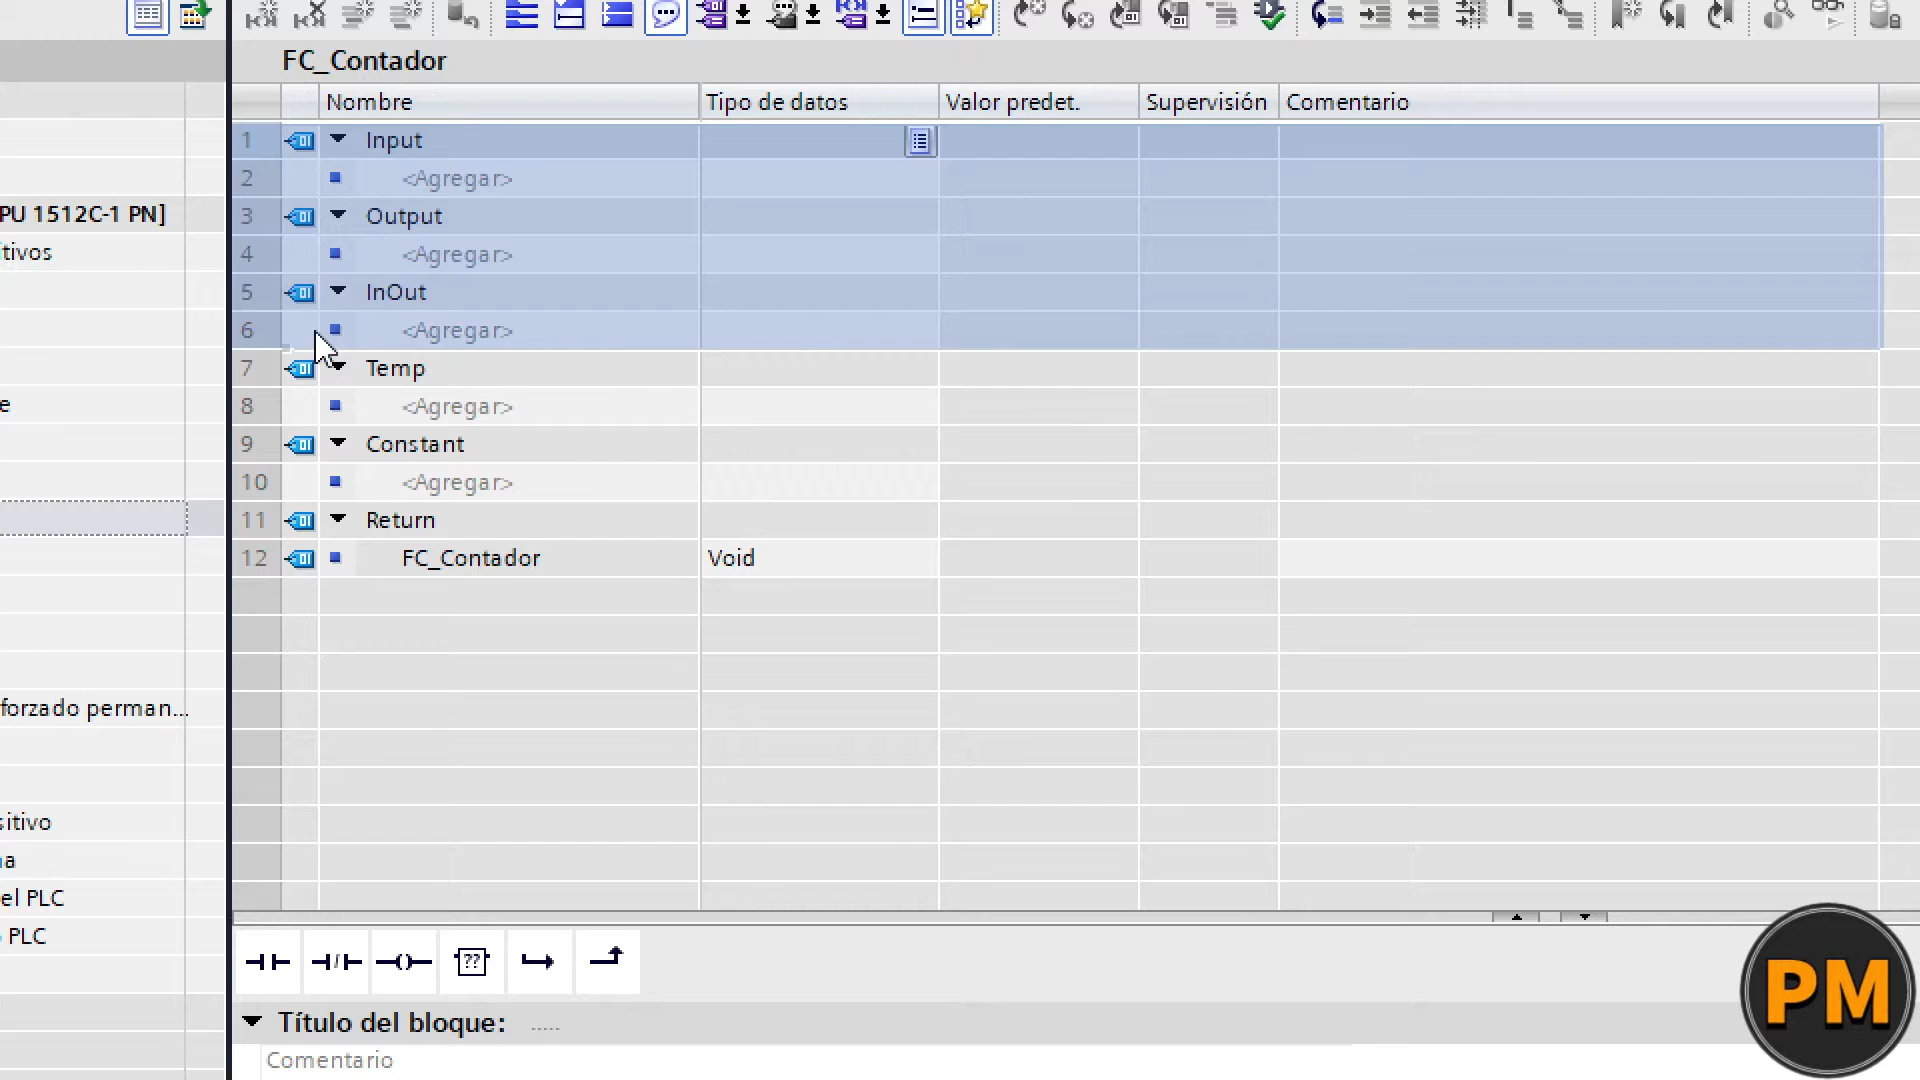 FC_Contador
Nombre Tipo de datos Valor predet. Supervisión Comentario
1 Input
2 <Agregar>
3 Output
4 <Agregar>
5 InOut
6 <Agregar>
7 Temp
8 <Agregar>
9 Constant
10 <Agregar>
11 Return
12 FC_Contador Void
PU 1512C-1 PN]
tivos
e
forzado perman...
sitivo
na
el PLC
PLC
??
Título del bloque: .....
Comentario
PM